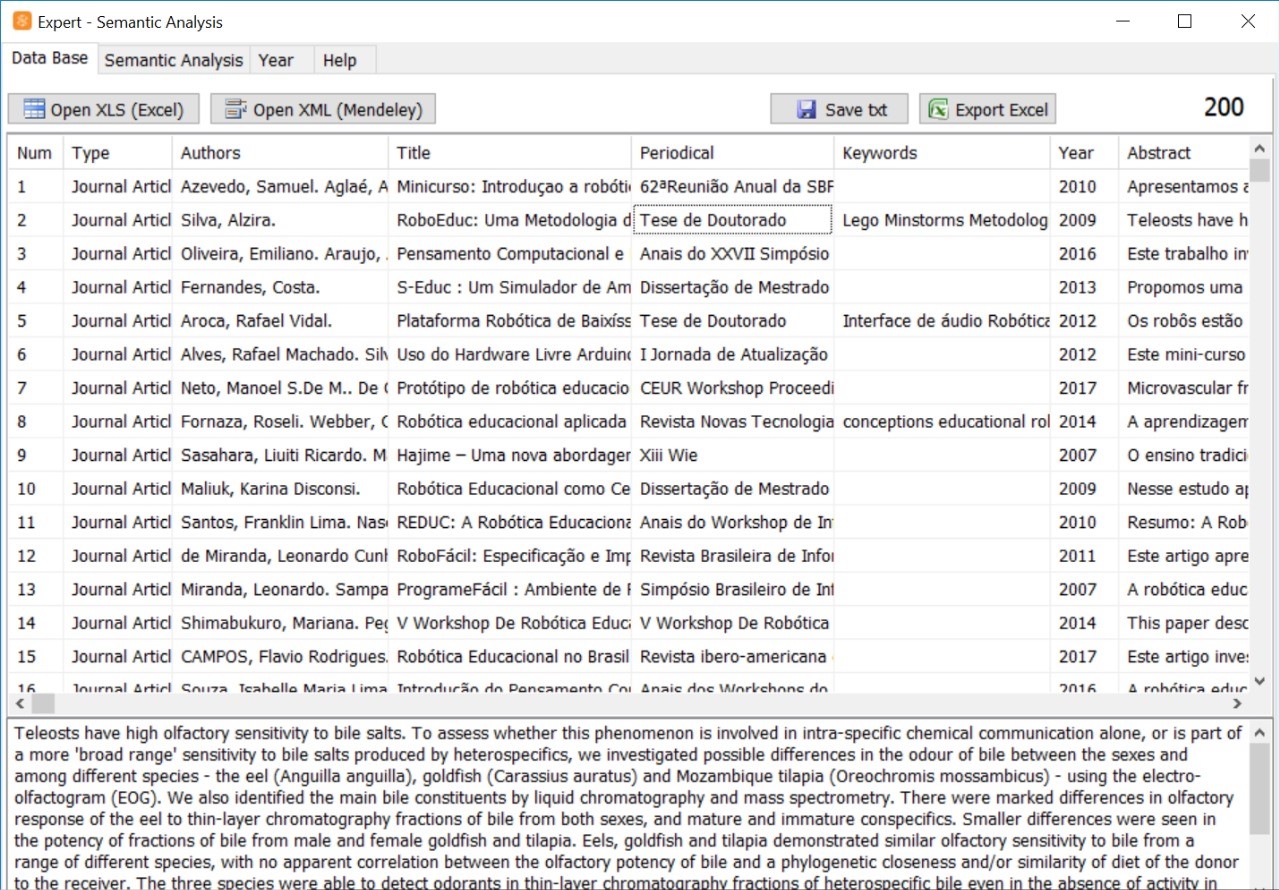 Expert - Semantic Analysis
Data Base Semantic Analysis Year Help
Open XLS (Excel) Open XML (Mendeley) Save txt Export Excel 200
Num Type Authors Title Periodical Keywords Year Abstract
1 Journal Articl Azevedo, Samuel. Aglaé, A Minicurso: Introduçao a robóti 62ªReunião Anual da SBF 2010 Apresentamos a
2 Journal Articl Silva, Alzira. RoboEduc: Uma Metodologia d Tese de Doutorado Lego Minstorms Metodolog 2009 Teleosts have h
3 Journal Articl Oliveira, Emiliano. Araujo, Pensamento Computacional e Anais do XXVII Simpósio 2016 Este trabalho in
4 Journal Articl Fernandes, Costa. S-Educ : Um Simulador de Am Dissertação de Mestrado 2013 Propomos uma
5 Journal Articl Aroca, Rafael Vidal. Plataforma Robótica de Baixíss Tese de Doutorado Interface de áudio Robótica 2012 Os robôs estão
6 Journal Articl Alves, Rafael Machado. Silv Uso do Hardware Livre Arduino I Jornada de Atualização 2012 Este mini-curso
7 Journal Articl Neto, Manoel S.De M.. De C Protótipo de robótica educacio CEUR Workshop Proceedi 2017 Microvascular fr
8 Journal Articl Fornaza, Roseli. Webber, C Robótica educacional aplicada Revista Novas Tecnologia conceptions educational rol 2014 A aprendizagem
9 Journal Articl Sasahara, Liuiti Ricardo. M Hajime – Uma nova abordager Xiii Wie 2007 O ensino tradici
10 Journal Articl Maliuk, Karina Disconsi. Robótica Educacional como Ce Dissertação de Mestrado 2009 Nesse estudo ap
11 Journal Articl Santos, Franklin Lima. Nas REDUC: A Robótica Educaciona Anais do Workshop de In 2010 Resumo: A Rob
12 Journal Articl de Miranda, Leonardo Cunh RoboFácil: Especificação e Imp Revista Brasileira de Infor 2011 Este artigo apre
13 Journal Articl Miranda, Leonardo. Sampa ProgrameFácil : Ambiente de P Simpósio Brasileiro de Inf 2007 A robótica educ
14 Journal Articl Shimabukuro, Mariana. Peg V Workshop De Robótica Educa V Workshop De Robótica 2014 This paper desc
15 Journal Articl CAMPOS, Flavio Rodrigues. Robótica Educacional no Brasil Revista ibero-americana 2017 Este artigo inves
16 Journal Articl Souza, Isabelle Maria Lima Introdução do Pensamento Co Anais dos Workshops do 2016 A robótica educ
Teleosts have high olfactory sensitivity to bile salts. To assess whether this phenomenon is involved in intra-specific chemical communication alone, or is part of
a more 'broad range' sensitivity to bile salts produced by heterospecifics, we investigated possible differences in the odour of bile between the sexes and
among different species - the eel (Anguilla anguilla), goldfish (Carassius auratus) and Mozambique tilapia (Oreochromis mossambicus) - using the electro-
olfactogram (EOG). We also identified the main bile constituents by liquid chromatography and mass spectrometry. There were marked differences in olfactory
response of the eel to thin-layer chromatography fractions of bile from both sexes, and mature and immature conspecifics. Smaller differences were seen in
the potency of fractions of bile from male and female goldfish and tilapia. Eels, goldfish and tilapia demonstrated similar olfactory sensitivity to bile from a
range of different species, with no apparent correlation between the olfactory potency of bile and a phylogenetic closeness and/or similarity of diet of the donor
to the receiver. The three species were able to detect odorants in thin-layer chromatography fractions of heterospecific bile even in the absence of activity in